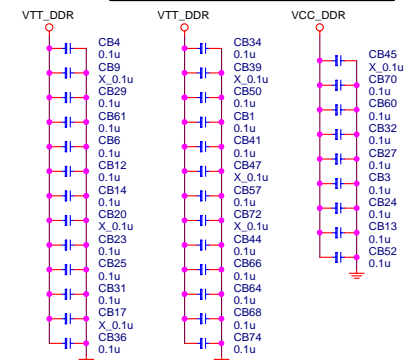 VTT_DDR
CB4
0.1u
CB9
X_0.1u
CB29
0.1u
CB61
0.1u
CB6
0.1u
CB12
0.1u
CB14
0.1u
CB20
X_0.1u
CB23
0.1u
CB25
0.1u
CB31
0.1u
CB17
X_0.1u
CB36
0.1u
VTT_DDR
CB34
0.1u
CB39
X_0.1u
CB50
0.1u
CB1
0.1u
CB41
0.1u
CB47
X_0.1u
CB57
0.1u
CB72
X_0.1u
CB44
0.1u
CB66
0.1u
CB64
0.1u
CB68
0.1u
CB74
0.1u
VCC_DDR
CB45
X_0.1u
CB70
0.1u
CB60
0.1u
CB32
0.1u
CB27
0.1u
CB3
0.1u
CB24
0.1u
CB13
0.1u
CB52
0.1u